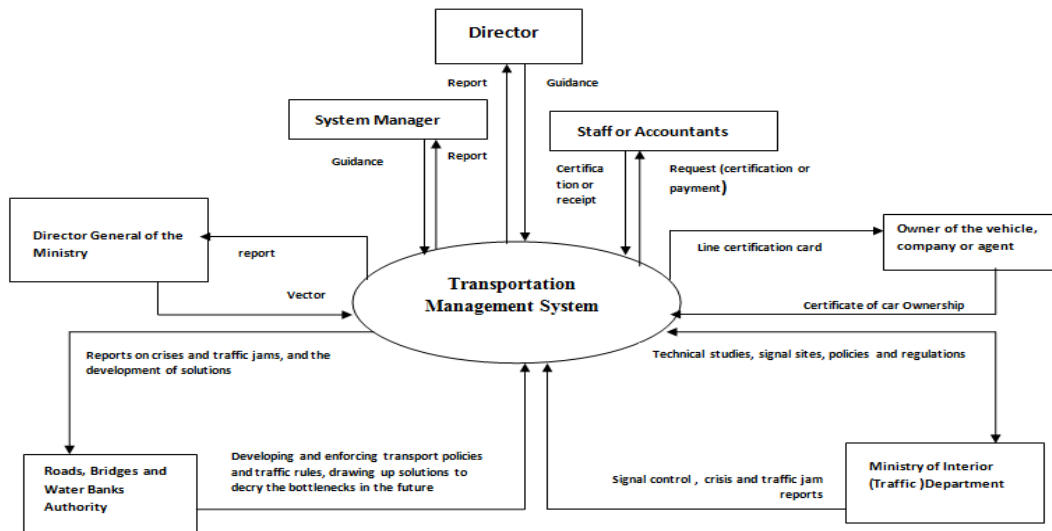 Director
Report
Guidance
System Manager
Staff or Accountants
Guidance
Report
Certifica
tion or
receipt
Request (certification or
payment)
Director General of the
Ministry
report
Vector
Line certification card
Owner of the vehicle,
company or agent
Certificate of car Ownership
Transportation
Management System
Reports on crises and traffic jams, and the
development of solutions
Technical studies, signal sites, policies and regulations
Roads, Bridges and
Water Banks
Authority
Developing and enforcing transport policies
and traffic rules, drawing up solutions to
decry the bottlenecks in the future
Signal control , crisis and traffic jam
reports
Ministry of Interior
(Traffic )Department